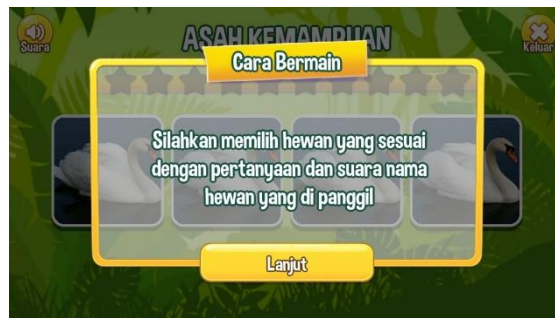 Suara
ASAH KEMAMPUAN
Keluar
Cara Bermain
Silahkan memilih hewan yang sesuai
dengan pertanyaan dan suara nama
hewan yang di panggil
Lanjut